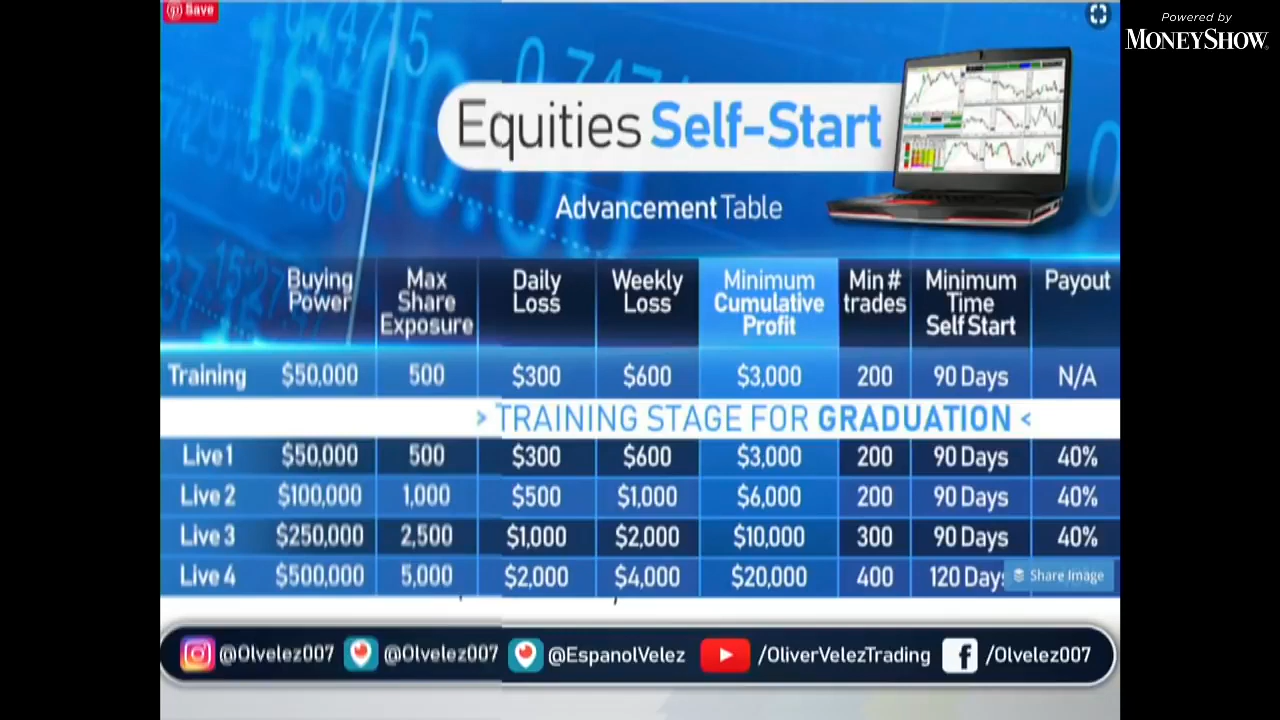 Save
Powered by
MONEYSHOW
Equities Self-Start
Advancement Table
Buying Power Max Share Exposure Daily Loss Weekly Loss Minimum Cumulative Profit Min # trades Minimum Time Self Start Payout
Training $50,000 500 $300 $600 $3,000 200 90 Days N/A
> TRAINING STAGE FOR GRADUATION <
Live 1 $50,000 500 $300 $600 $3,000 200 90 Days 40%
Live 2 $100,000 1,000 $500 $1,000 $6,000 200 90 Days 40%
Live 3 $250,000 2,500 $1,000 $2,000 $10,000 300 90 Days 40%
Live 4 $500,000 5,000 $2,000 $4,000 $20,000 400 120 Days Share Image
@Olvelez007 @Olvelez007 @EspanolVelez /OliverVelezTrading /Olvelez007